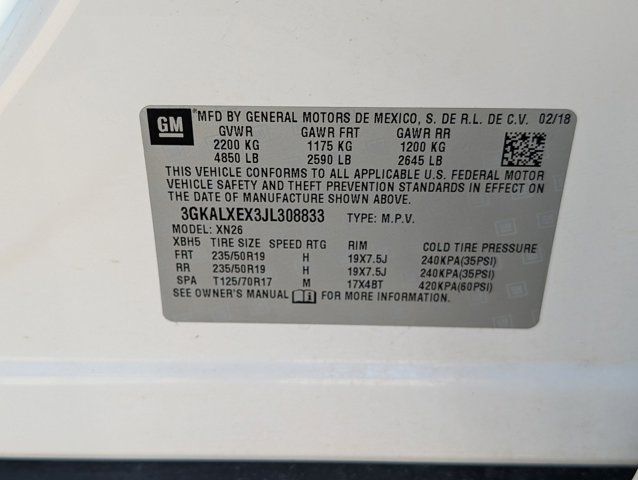 GM *MFD BY GENERAL MOTORS DE MEXICO, S. DE R.L. DE C.V. 02/18
GVWR GAWR FRT GAWR RR
2200 KG 1175 KG 1200 KG
4850 LB 2590 LB 2645 LB
THIS VEHICLE CONFORMS TO ALL APPLICABLE U.S. FEDERAL MOTOR
VEHICLE SAFETY AND THEFT PREVENTION STANDARDS IN EFFECT ON
THE DATE OF MANUFACTURE SHOWN ABOVE.
3GKALXEX3JL308833 TYPE: M.P.V.
MODEL: XN26
XBH5 TIRE SIZE SPEED RTG RIM COLD TIRE PRESSURE
FRT 235/50R19 H 19X7.5J 240KPA(35PSI)
RR 235/50R19 H 19X7.5J 240KPA(35PSI)
SPA T125/70R17 M 17X4BT 420KPA(60PSI)
SEE OWNER'S MANUAL FOR MORE INFORMATION.